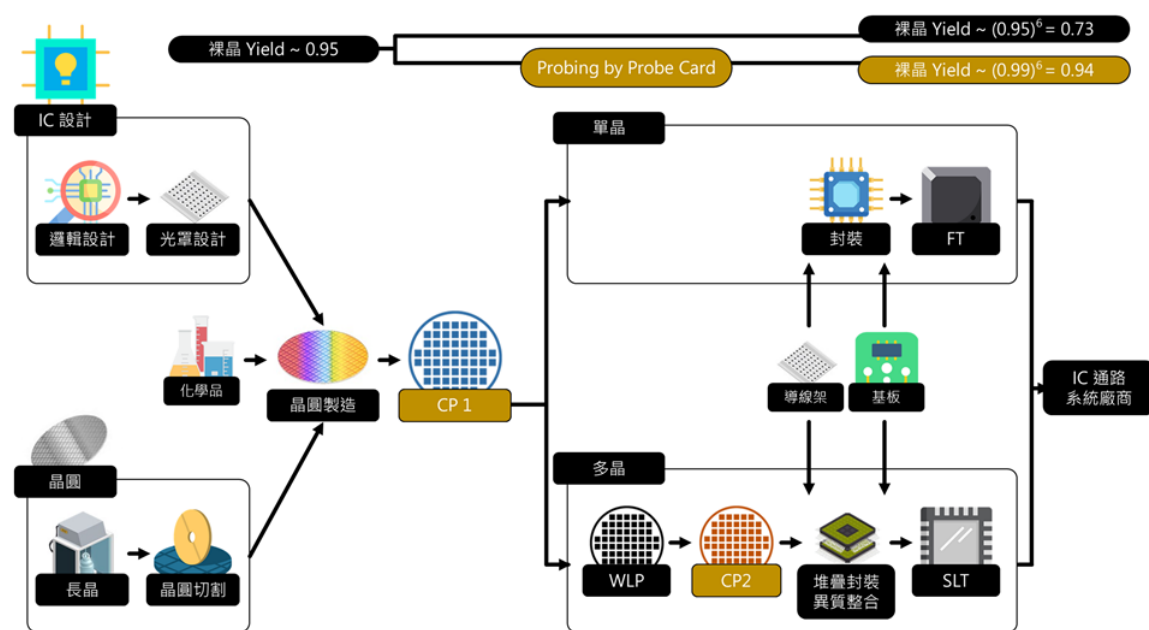 裸晶 Yield ~ 0.95
裸晶 Yield ~ (0.95)⁶ = 0.73
Probing by Probe Card
裸晶 Yield ~ (0.99)⁶ = 0.94
IC 設計
邏輯設計
光罩設計
化學品
晶圓製造
CP 1
晶圓
長晶
晶圓切割
單晶
封裝
FT
導線架
基板
多晶
WLP
CP2
堆疊封裝
異質整合
SLT
IC 通路
系統廠商